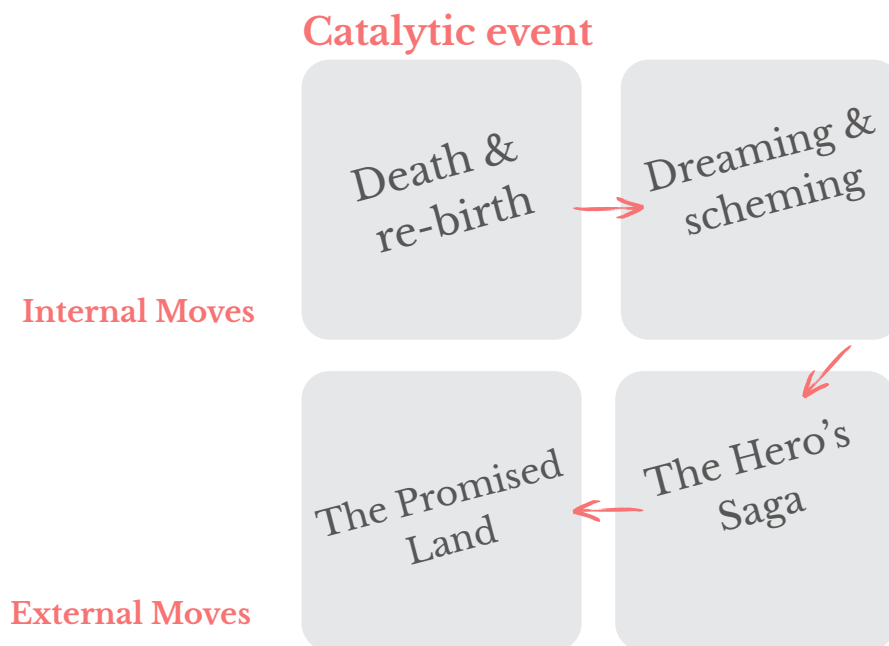 Catalytic event
Death &
re-birth
Dreaming &
scheming
Internal Moves
The Promised
Land
The Hero’s
Saga
External Moves